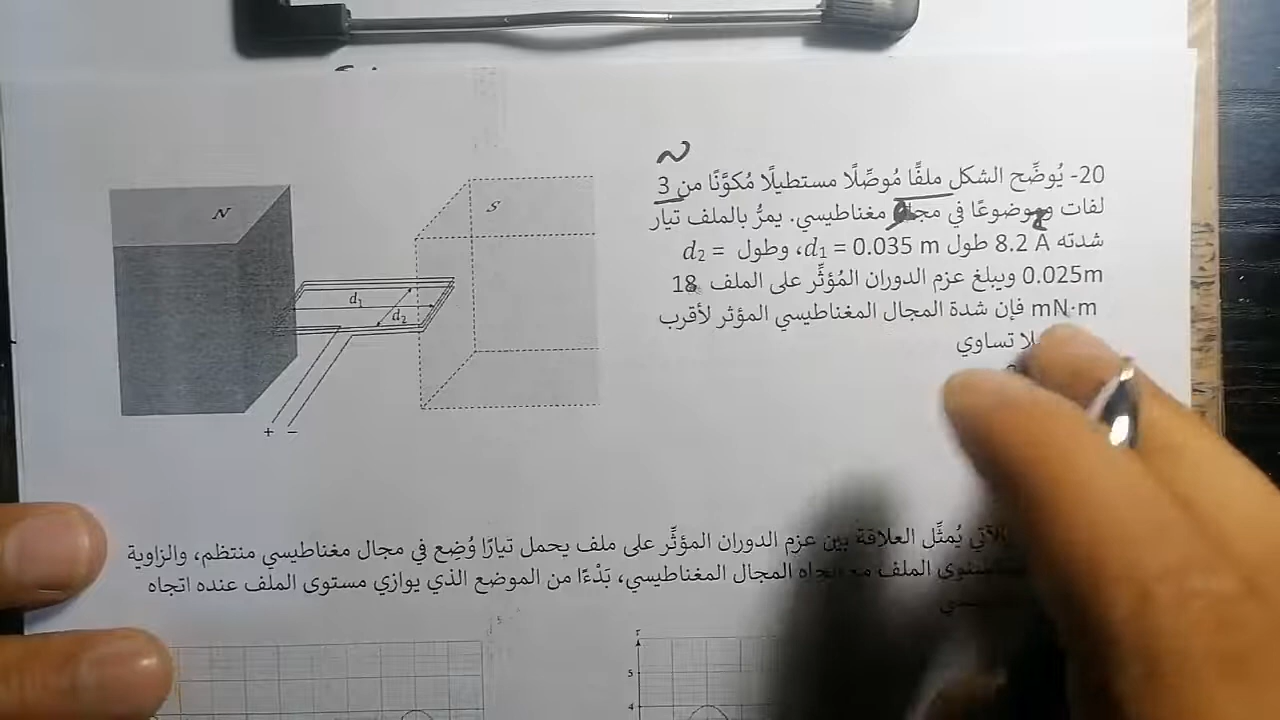 N
20- يُوضِّح الشكل ملفًّا مُوصِّلًا مستطيلًا مُكوَّنًا من 3
لفات وموضوعًا في مجال مغناطيسي. يمرُّ بالملف تيار
شدته 8.2 A طول d₁ = 0.035 m، وطول d₂ =
0.025m ويبلغ عزم الدوران المُؤثِّر على الملف 18
mN·m فإن شدة المجال المغناطيسي المؤثر لأقرب
تساوي
N
S
d₁
d₂
+ −
الآتي يُمثِّل العلاقة بين عزم الدوران المؤثِّر على ملف يحمل تيارًا وُضِع في مجال مغناطيسي منتظم، والزاوية
مستوى الملف مع اتجاه المجال المغناطيسي، بَدْءًا من الموضع الذي يوازي مستوى الملف عنده اتجاه
τ
5
4